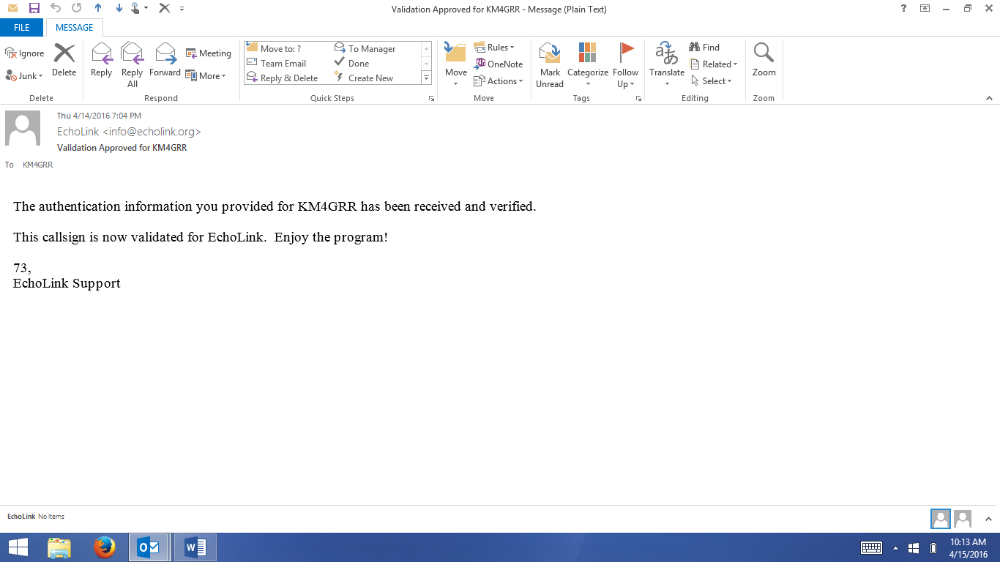 Validation Approved for KM4GRR - Message (Plain Text)
FILE
MESSAGE
Ignore
Junk
Delete
Delete
Reply
Reply All
Forward
Meeting
More
Respond
Move to: ?
To Manager
Team Email
Done
Reply & Delete
Create New
Quick Steps
Move
Rules
OneNote
Actions
Move
Mark Unread
Categorize
Follow Up
Tags
Translate
Find
Related
Select
Editing
Zoom
Zoom
Thu 4/14/2016 7:04 PM
EchoLink <info@echolink.org>
Validation Approved for KM4GRR
To KM4GRR
The authentication information you provided for KM4GRR has been received and verified.
This callsign is now validated for EchoLink.  Enjoy the program!
73,
EchoLink Support
EchoLink No Items
10:13 AM
4/15/2016